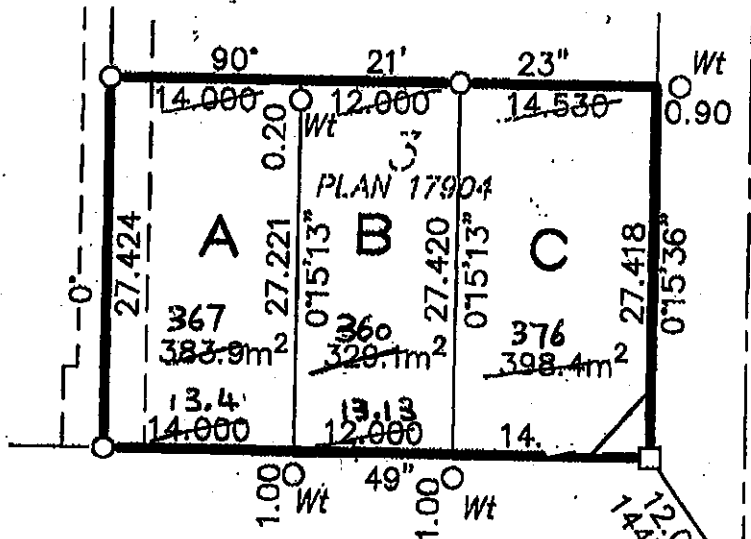 90° 21' 23" Wt
14.000 12.000 14.530 0.90
0.20 Wt
PLAN 17904
A B C
0° 27.424 27.221 0°15'13" 27.420 0°15'13" 27.418 0°15'36"
367 360 376
383.9m² 329.1m² 398.4m²
13.4 13.13
14.000 12.000 14.
49"
1.00 Wt 1.00 Wt